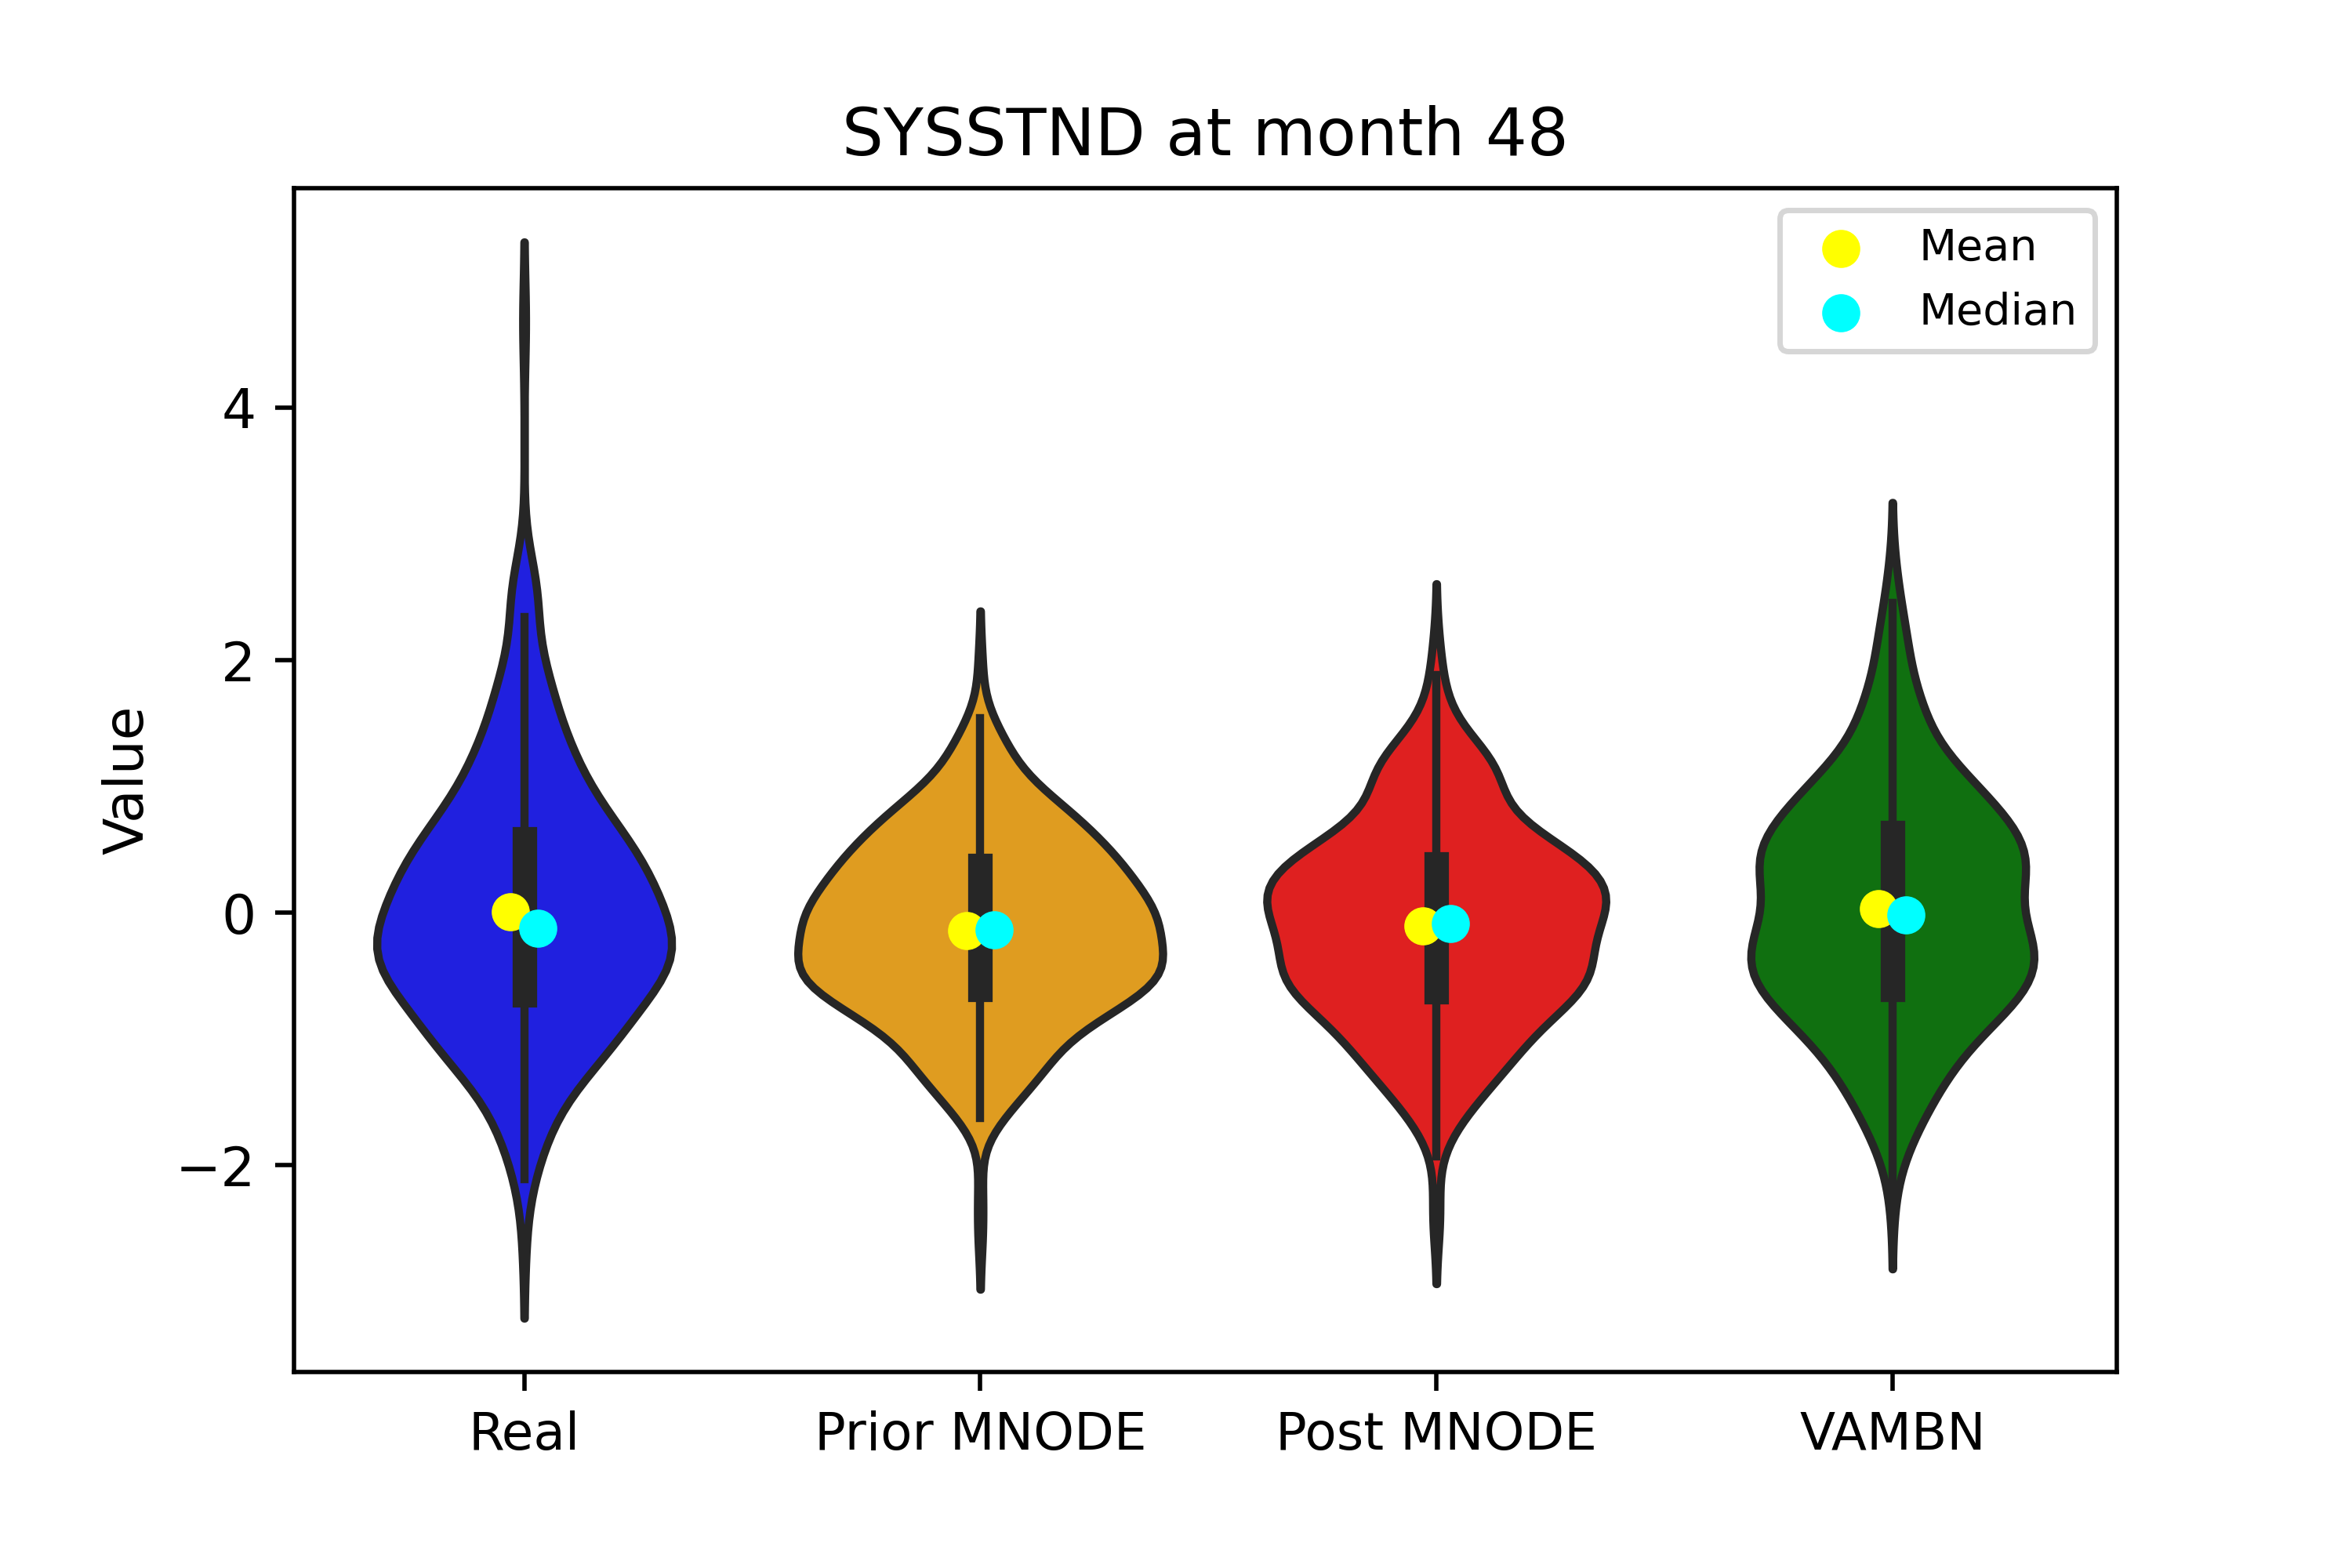 SYSSTND at month 48
Mean
Median
4
2
0
−2
Value
Real
Prior MNODE
Post MNODE
VAMBN